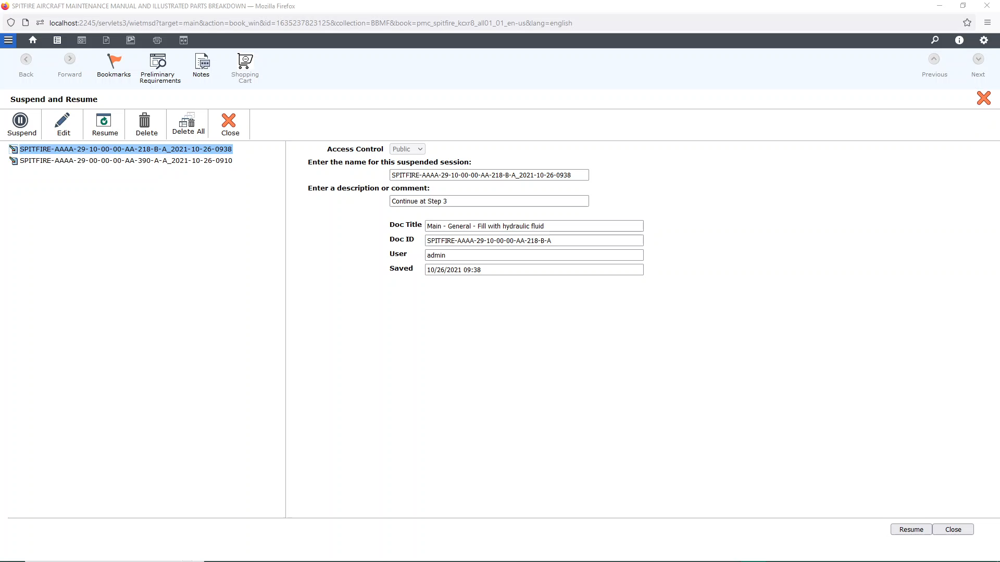 SPITFIRE AIRCRAFT MAINTENANCE MANUAL AND ILLUSTRATED PARTS BREAKDOWN — Mozilla Firefox
localhost:2245/servlets3/wietmsd?target=main&action=book_win&id=1635237823125&collection=BBMF&book=pmc_spitfire_kcxr8_all01_01_en-us&lang=english
Back
Forward
Bookmarks
Preliminary
Requirements
Notes
Shopping
Cart
Previous
Next
Suspend and Resume
Suspend
Edit
Resume
Delete
Delete All
Close
SPITFIRE-AAAA-29-10-00-00-AA-218-B-A_2021-10-26-0938
SPITFIRE-AAAA-29-00-00-00-AA-390-A-A_2021-10-26-0910
Access Control Public
Enter the name for this suspended session:
SPITFIRE-AAAA-29-10-00-00-AA-218-B-A_2021-10-26-0938
Enter a description or comment:
Continue at Step 3
Doc Title Main - General - Fill with hydraulic fluid
Doc ID SPITFIRE-AAAA-29-10-00-00-AA-218-B-A
User admin
Saved 10/26/2021 09:38
Resume
Close